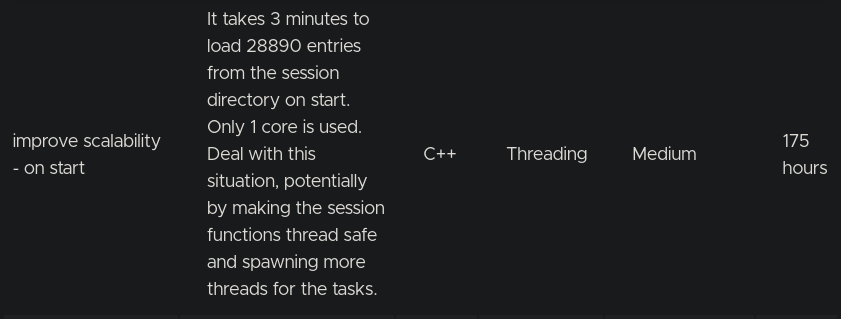 improve scalability
- on start
It takes 3 minutes to
load 28890 entries
from the session
directory on start.
Only 1 core is used.
Deal with this
situation, potentially
by making the session
functions thread safe
and spawning more
threads for the tasks.
C++
Threading
Medium
175
hours